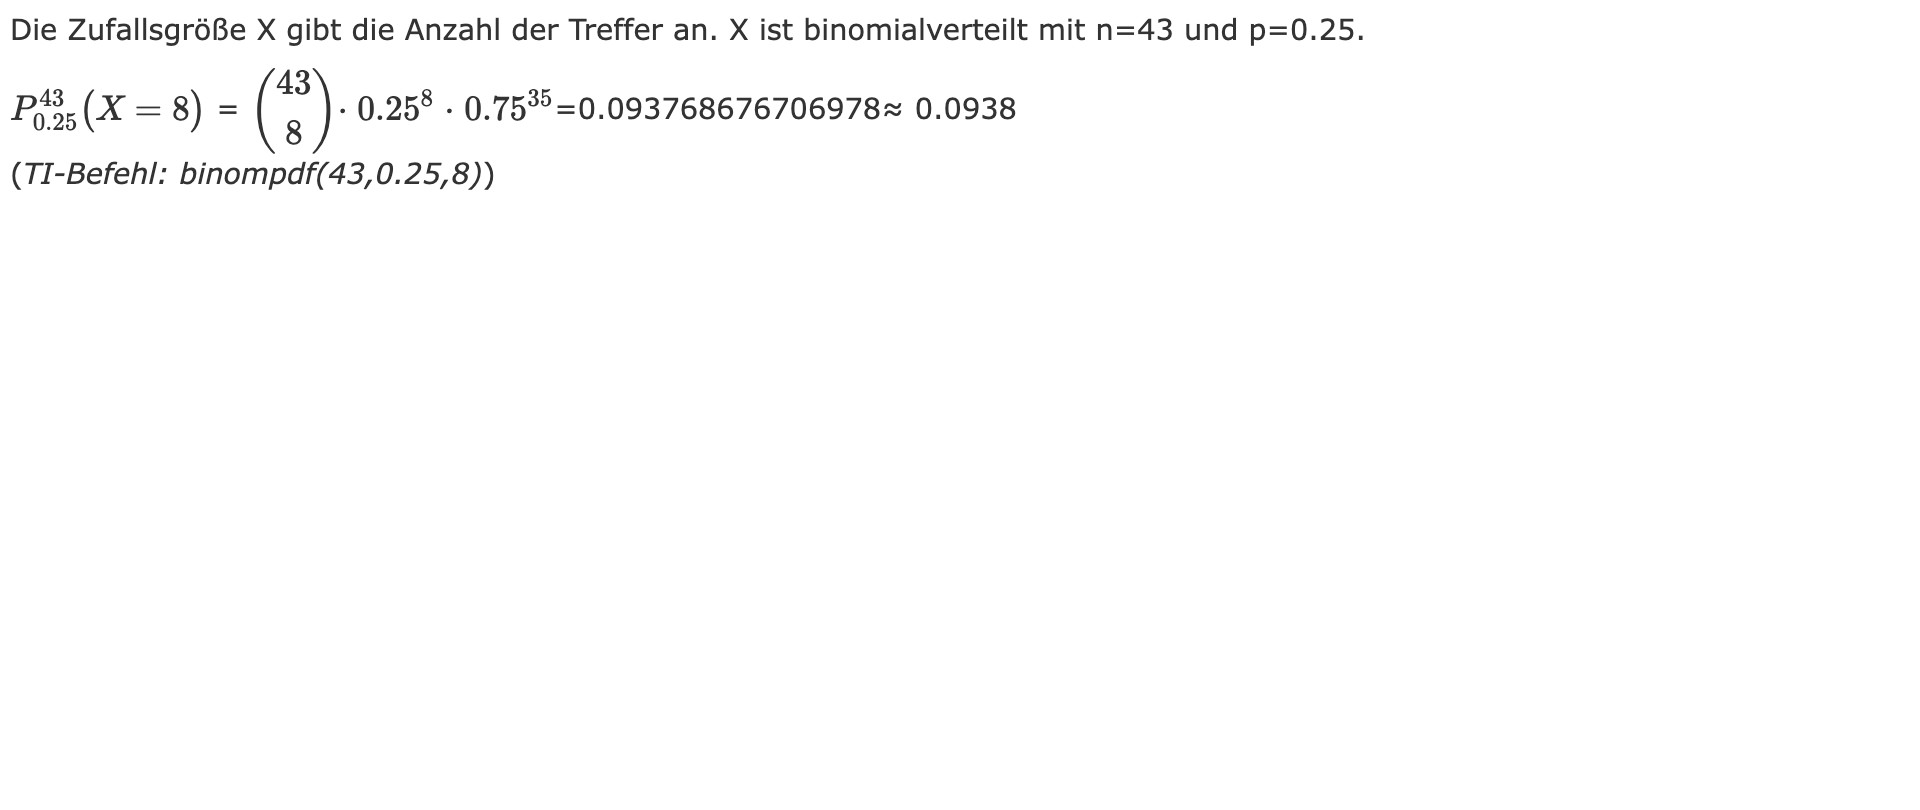 Die Zufallsgröße X gibt die Anzahl der Treffer an. X ist binomialverteilt mit n=43 und p=0.25.
$P_{0.25}^{43}(X = 8)$ = $\binom{43}{8} \cdot 0.25^8 \cdot 0.75^{35}$=0.093768676706978≈ 0.0938
(TI-Befehl: binompdf(43,0.25,8))